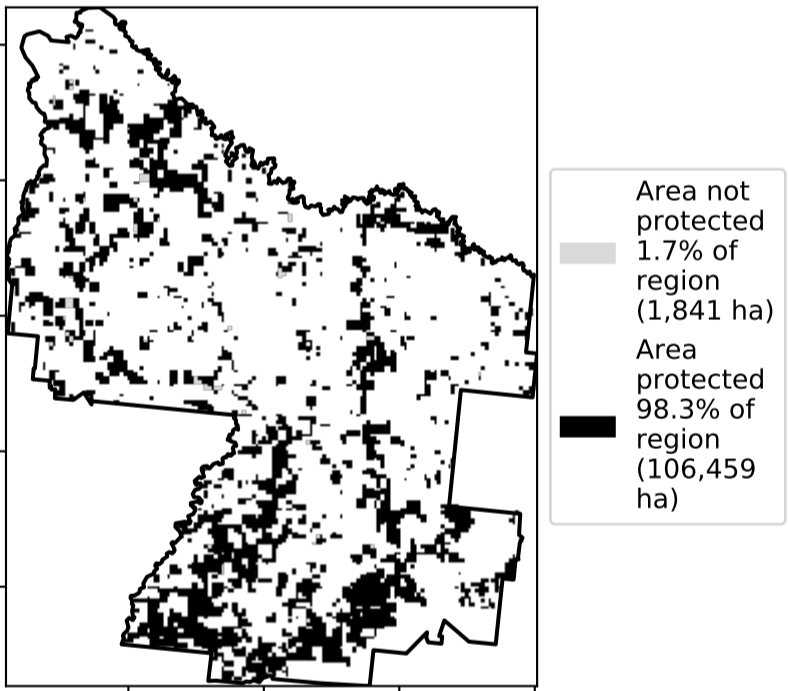 Area not
protected
1.7% of
region
(1,841 ha)
Area
protected
98.3% of
region
(106,459
ha)